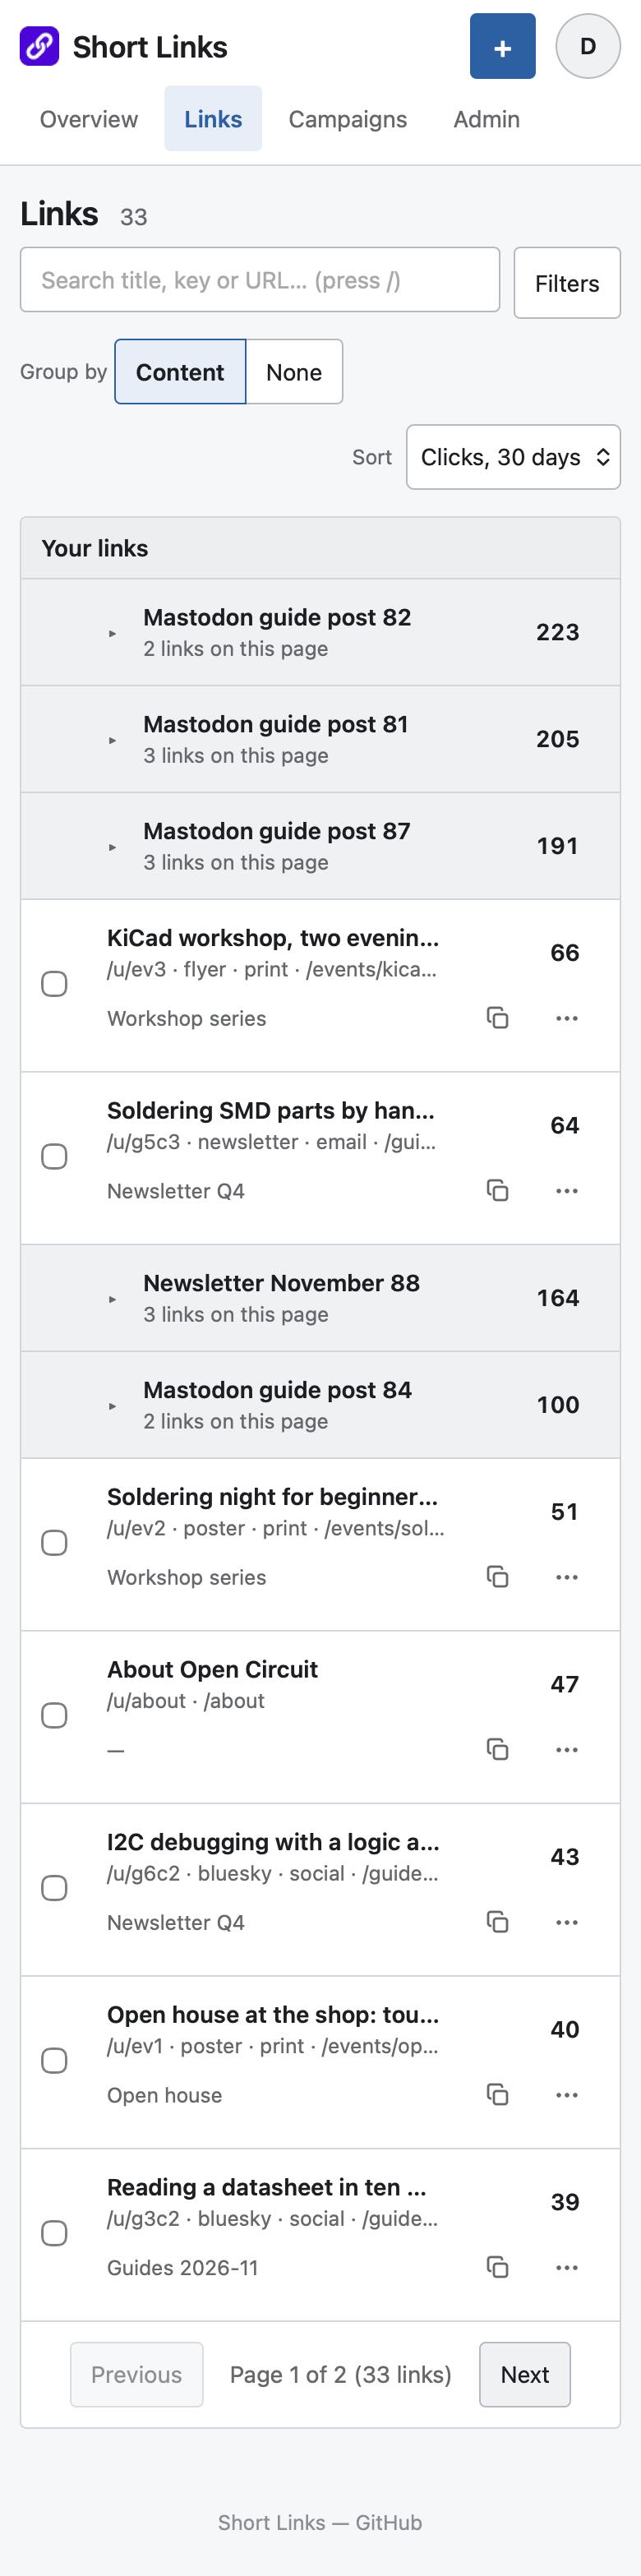 Short Links
+
D
Overview Links Campaigns Admin
Links 33
Search title, key or URL... (press /)
Filters
Group by Content None
Sort Clicks, 30 days
Your links
Mastodon guide post 82
2 links on this page
223
Mastodon guide post 81
3 links on this page
205
Mastodon guide post 87
3 links on this page
191
KiCad workshop, two evenin...
/u/ev3 · flyer · print · /events/kica...
66
Workshop series
Soldering SMD parts by han...
/u/g5c3 · newsletter · email · /gui...
64
Newsletter Q4
Newsletter November 88
3 links on this page
164
Mastodon guide post 84
2 links on this page
100
Soldering night for beginner...
/u/ev2 · poster · print · /events/sol...
51
Workshop series
About Open Circuit
/u/about · /about
47
—
I2C debugging with a logic a...
/u/g6c2 · bluesky · social · /guide...
43
Newsletter Q4
Open house at the shop: tou...
/u/ev1 · poster · print · /events/op...
40
Open house
Reading a datasheet in ten ...
/u/g3c2 · bluesky · social · /guide...
39
Guides 2026-11
Previous Page 1 of 2 (33 links) Next
Short Links — GitHub